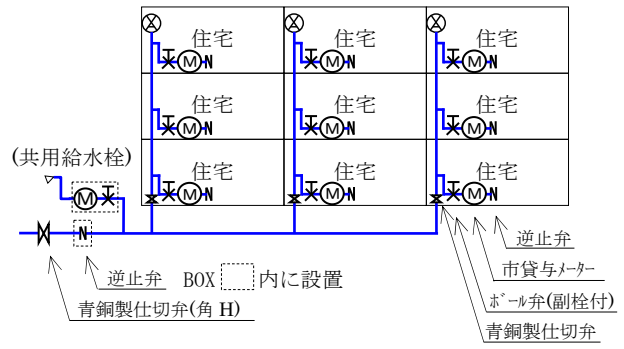 住宅 住宅 住宅
M N M N M N
住宅 住宅 住宅
M N M N M N
(共用給水栓)
住宅 住宅 住宅
M N M N M N
M
N
逆止弁
逆止弁 BOX 内に設置
市貸与メーター
青銅製仕切弁(角 H)
ボール弁(副栓付)
青銅製仕切弁